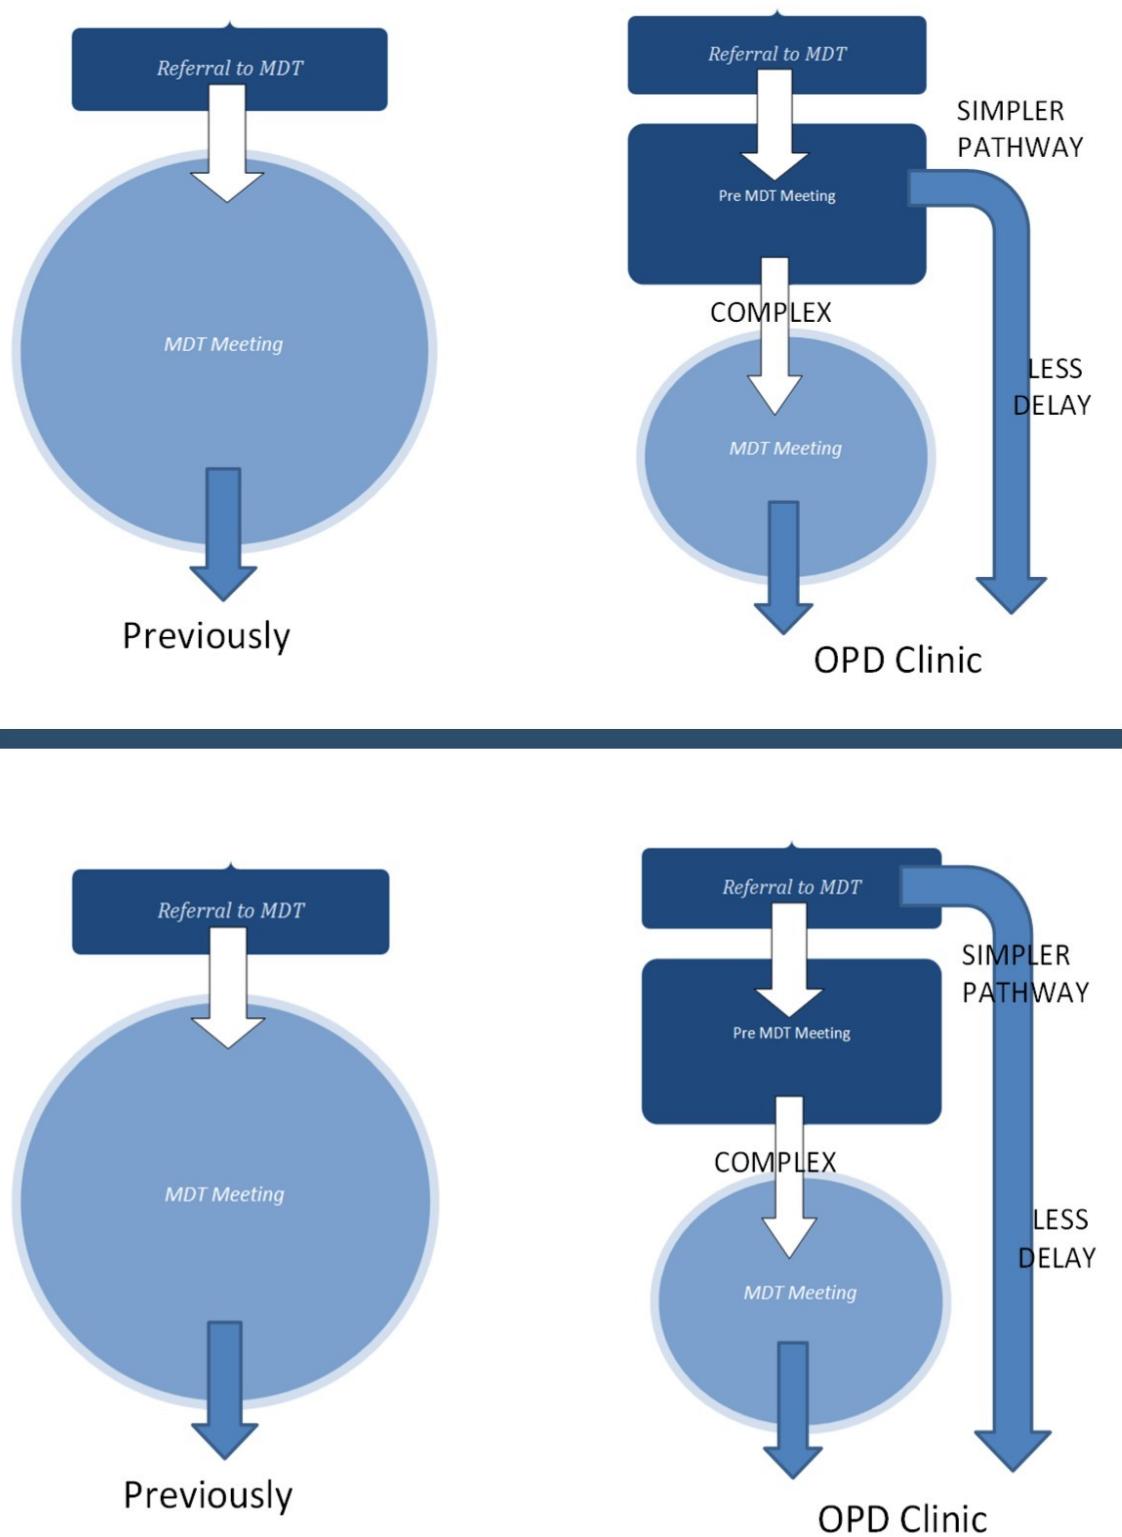 Referral to MDT
MDT Meeting
Previously
Referral to MDT
SIMPLER
PATHWAY
Pre MDT Meeting
COMPLEX
LESS
DELAY
MDT Meeting
OPD Clinic
Referral to MDT
MDT Meeting
Previously
Referral to MDT
SIMPLER
PATHWAY
Pre MDT Meeting
COMPLEX
LESS
DELAY
MDT Meeting
OPD Clinic